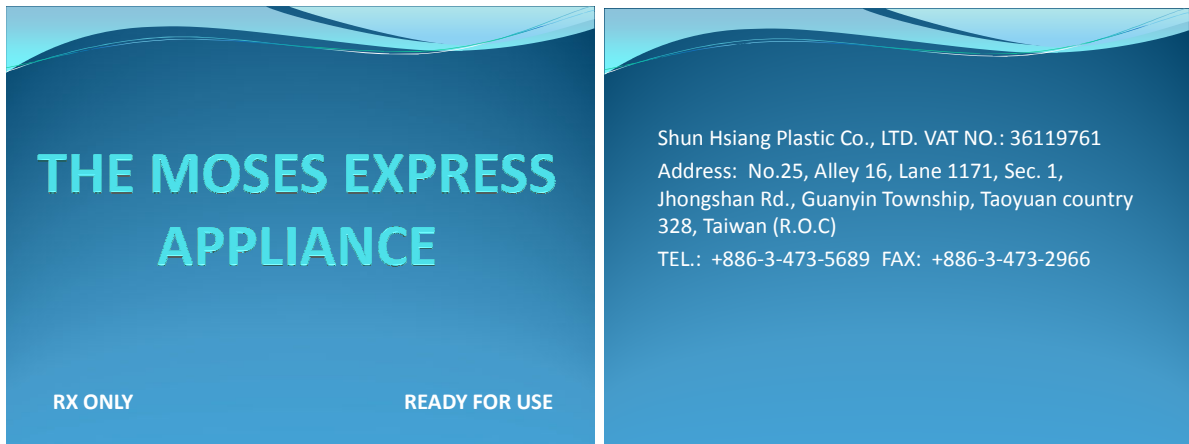 THE MOSES EXPRESS
APPLIANCE
RX ONLY
READY FOR USE
Shun Hsiang Plastic Co., LTD. VAT NO.: 36119761
Address:  No.25, Alley 16, Lane 1171, Sec. 1,
Jhongshan Rd., Guanyin Township, Taoyuan country
328, Taiwan (R.O.C)
TEL.:  +886-3-473-5689  FAX:  +886-3-473-2966